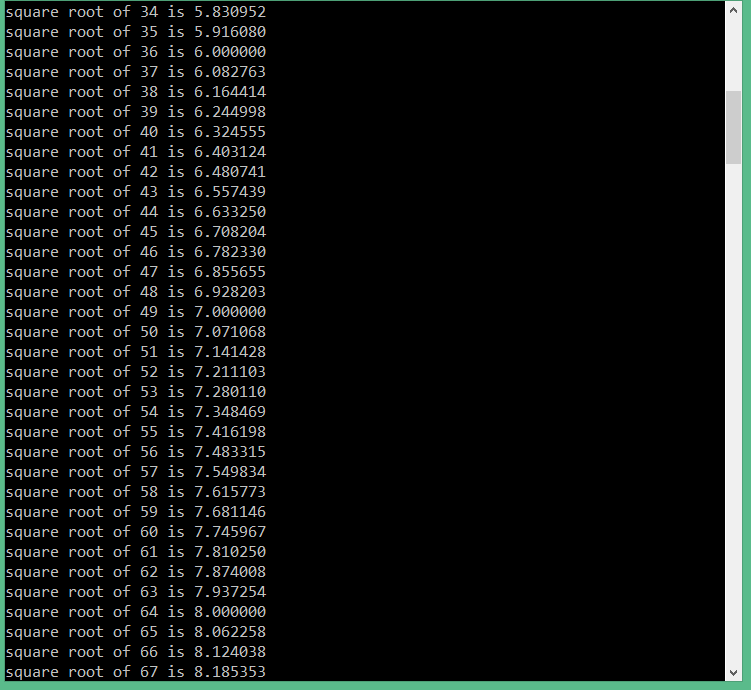 square root of 34 is 5.830952
square root of 35 is 5.916080
square root of 36 is 6.000000
square root of 37 is 6.082763
square root of 38 is 6.164414
square root of 39 is 6.244998
square root of 40 is 6.324555
square root of 41 is 6.403124
square root of 42 is 6.480741
square root of 43 is 6.557439
square root of 44 is 6.633250
square root of 45 is 6.708204
square root of 46 is 6.782330
square root of 47 is 6.855655
square root of 48 is 6.928203
square root of 49 is 7.000000
square root of 50 is 7.071068
square root of 51 is 7.141428
square root of 52 is 7.211103
square root of 53 is 7.280110
square root of 54 is 7.348469
square root of 55 is 7.416198
square root of 56 is 7.483315
square root of 57 is 7.549834
square root of 58 is 7.615773
square root of 59 is 7.681146
square root of 60 is 7.745967
square root of 61 is 7.810250
square root of 62 is 7.874008
square root of 63 is 7.937254
square root of 64 is 8.000000
square root of 65 is 8.062258
square root of 66 is 8.124038
square root of 67 is 8.185353